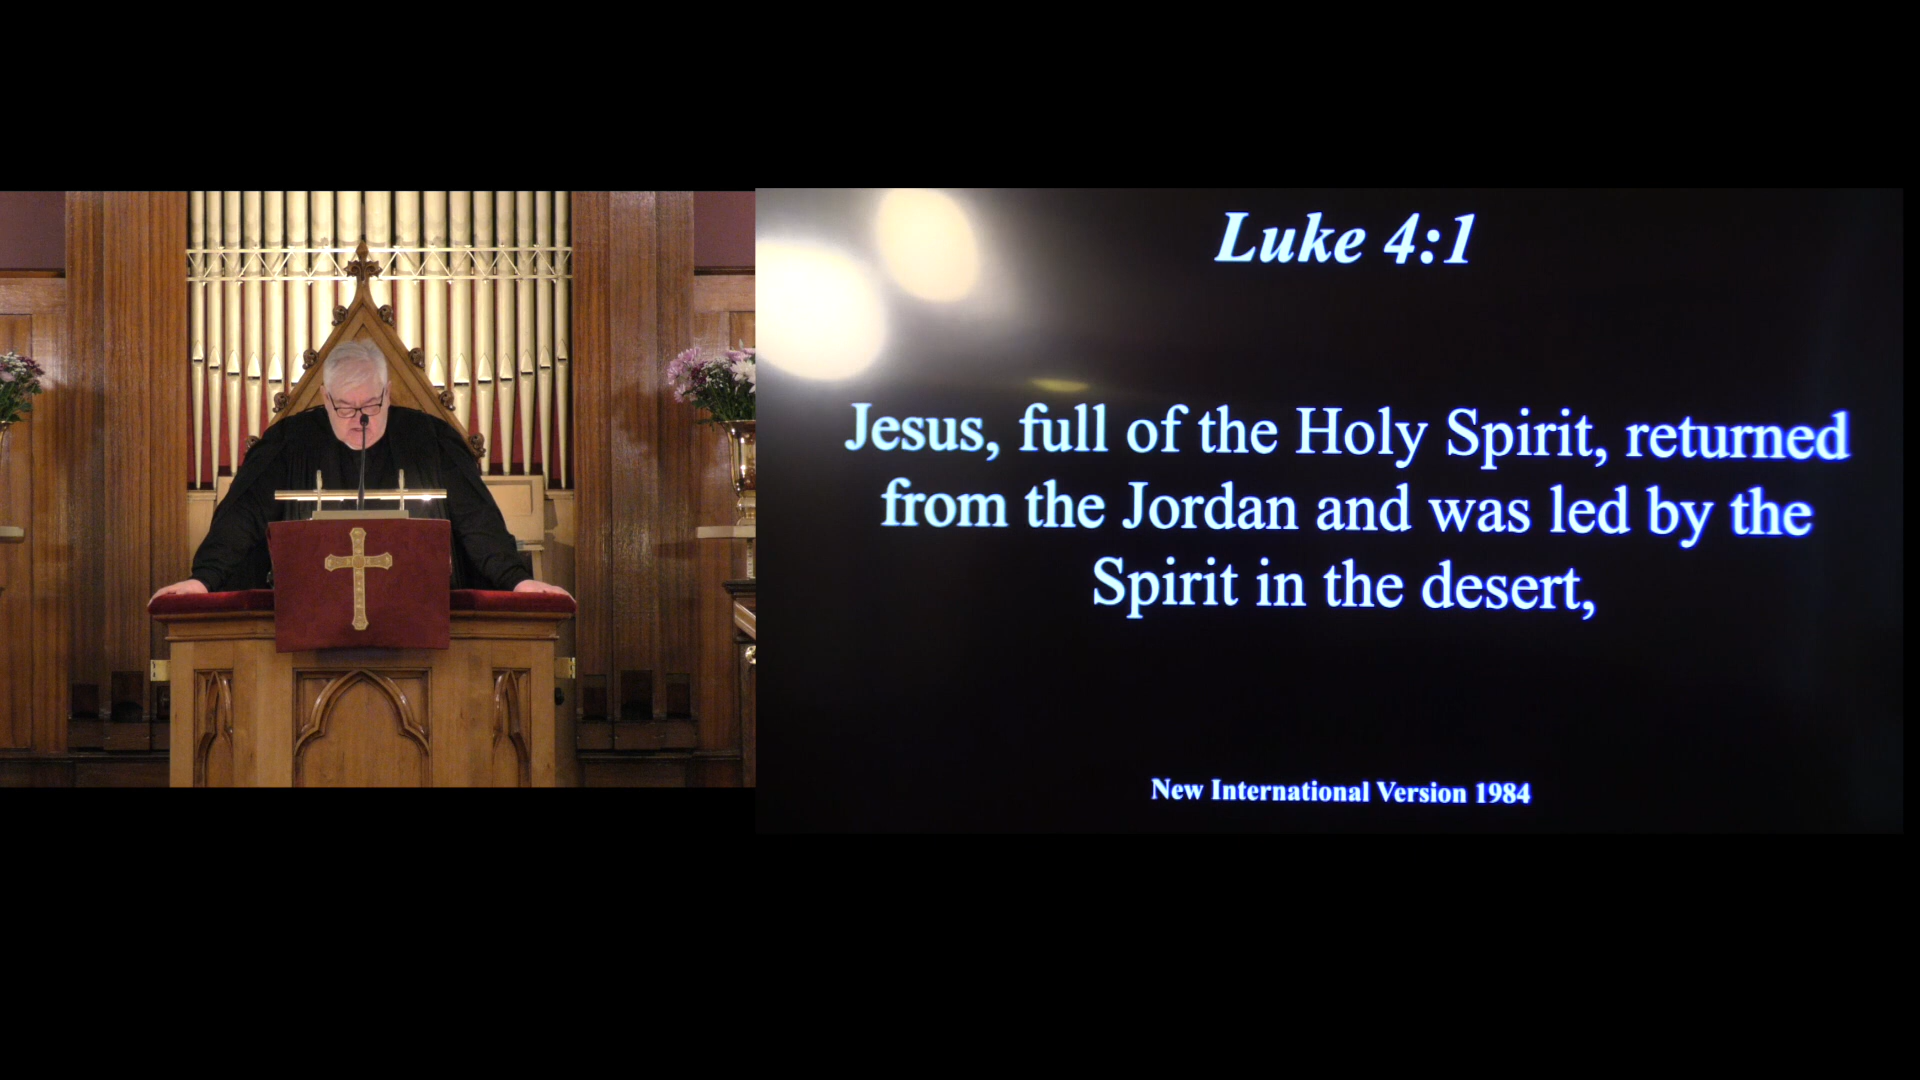 Luke 4:1
Jesus, full of the Holy Spirit, returned
from the Jordan and was led by the
Spirit in the desert,
New International Version 1984